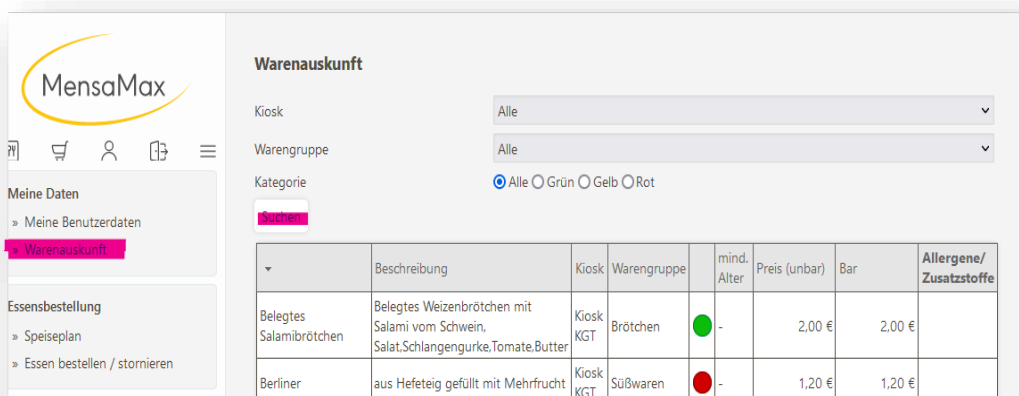 MensaMax
Meine Daten
» Meine Benutzerdaten
» Warenauskunft
Essensbestellung
» Speiseplan
» Essen bestellen / stornieren
Warenauskunft
Kiosk Alle
Warengruppe Alle
Kategorie Alle Grün Gelb Rot
Suchen
Beschreibung Kiosk Warengruppe mind. Alter Preis (unbar) Bar Allergene/ Zusatzstoffe
Belegtes Salamibrötchen
Belegtes Weizenbrötchen mit
Salami vom Schwein,
Salat,Schlangengurke,Tomate,Butter
Kiosk KGT Brötchen - 2,00 € 2,00 €
Berliner aus Hefeteig gefüllt mit Mehrfrucht Kiosk KGT Süßwaren - 1,20 € 1,20 €